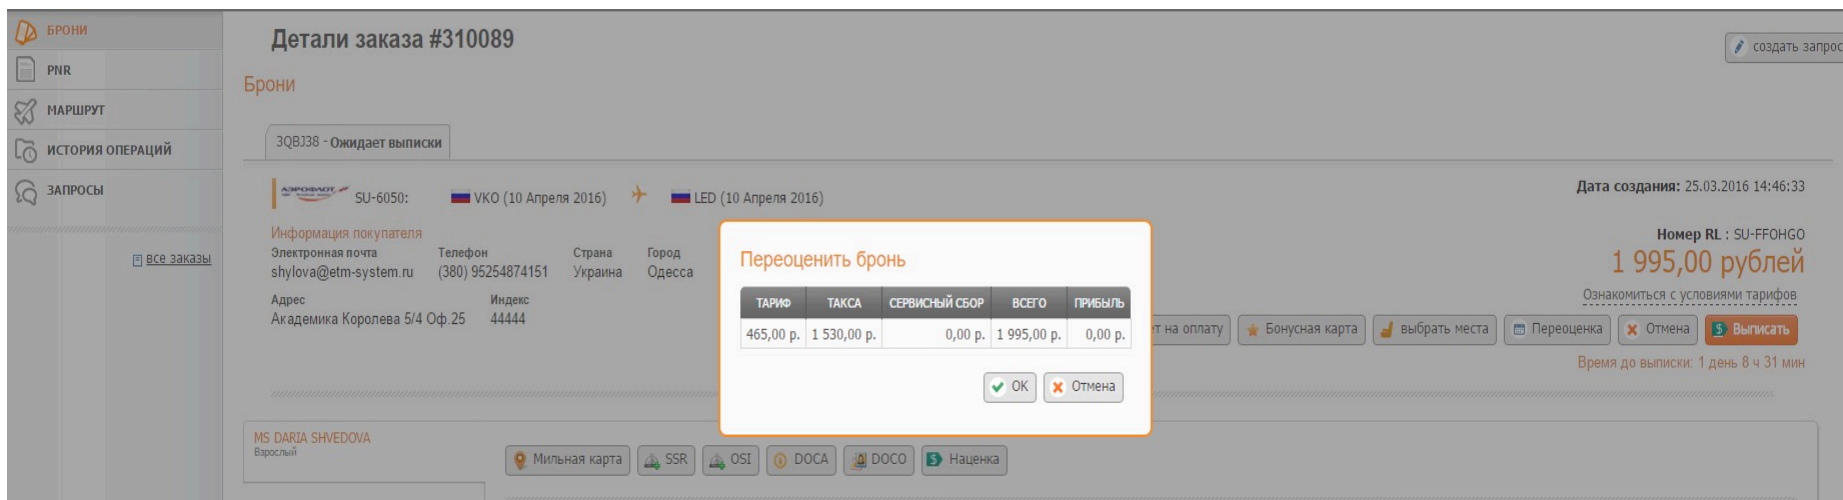 БРОНИ
PNR
МАРШРУТ
ИСТОРИЯ ОПЕРАЦИЙ
ЗАПРОСЫ
все заказы
Детали заказа #310089
создать запрос
Брони
3QBJ38 - Ожидает выписки
АЭРОФЛОТ SU-6050: VKO (10 Апреля 2016) LED (10 Апреля 2016)
Дата создания: 25.03.2016 14:46:33
Информация покупателя
Электронная почта Телефон Страна Город
shylova@etm-system.ru (380) 95254874151 Украина Одесса
Адрес Индекс
Академика Королева 5/4 Оф.25 44444
Номер RL : SU-FFOHGO
1 995,00 рублей
Ознакомиться с условиями тарифов
т на оплату Бонусная карта выбрать места Переоценка Отмена Выписать
Время до выписки: 1 день 8 ч 31 мин
Переоценить бронь
ТАРИФ ТАКСА СЕРВИСНЫЙ СБОР ВСЕГО ПРИБЫЛЬ
465,00 р. 1 530,00 р. 0,00 р. 1 995,00 р. 0,00 р.
OK Отмена
MS DARIA SHVEDOVA
Взрослый
Мильная карта SSR OSI DOCA DOCO Наценка